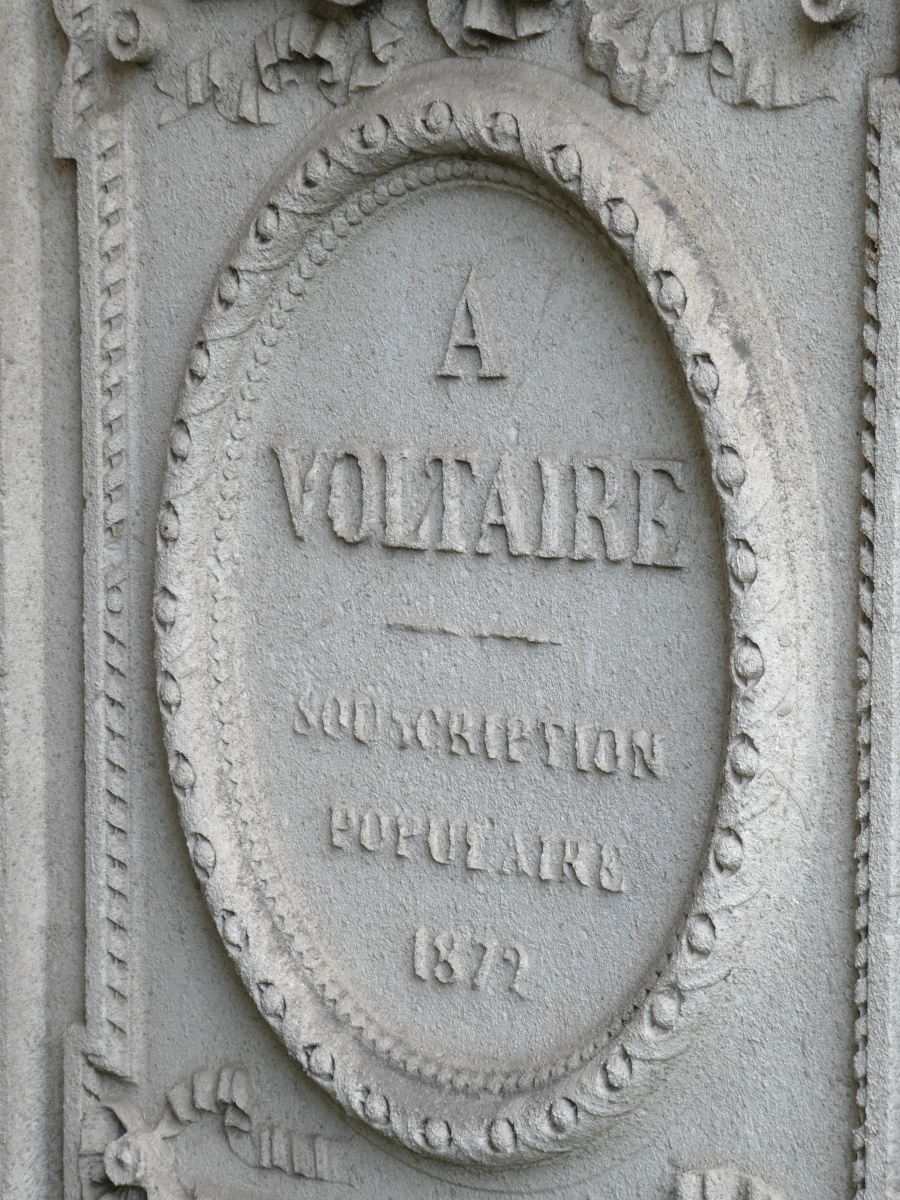 A
VOLTAIRE
SOUSCRIPTION
POPULAIRE
1872